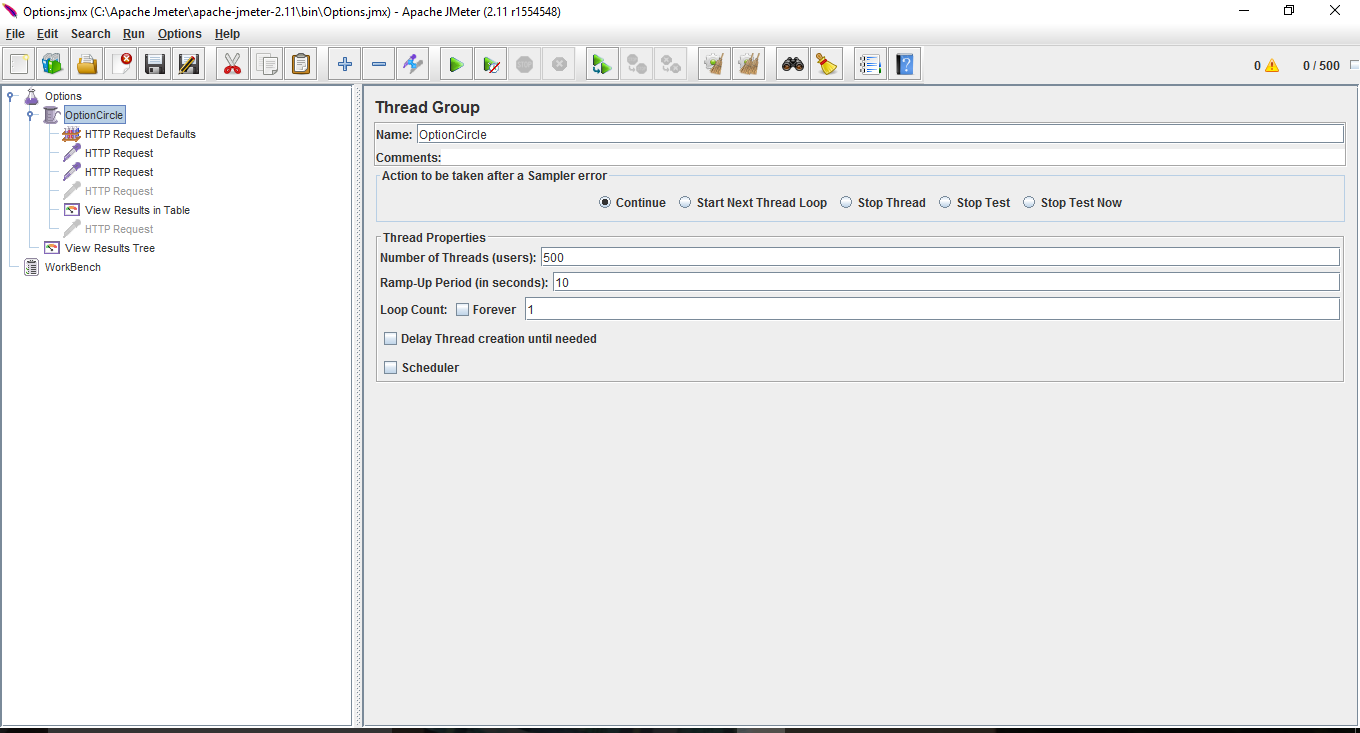 Options.jmx (C:\Apache Jmeter\apache-jmeter-2.11\bin\Options.jmx) - Apache JMeter (2.11 r1554548)
File Edit Search Run Options Help
0 0 / 500
Options
OptionCircle
HTTP Request Defaults
HTTP Request
HTTP Request
HTTP Request
View Results in Table
HTTP Request
View Results Tree
WorkBench
Thread Group
Name: OptionCircle
Comments:
Action to be taken after a Sampler error
Continue Start Next Thread Loop Stop Thread Stop Test Stop Test Now
Thread Properties
Number of Threads (users): 500
Ramp-Up Period (in seconds): 10
Loop Count: Forever 1
Delay Thread creation until needed
Scheduler